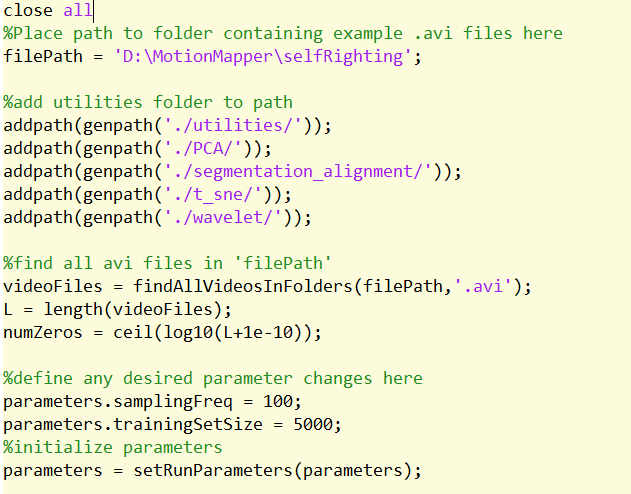 close all
%Place path to folder containing example .avi files here
filePath = 'D:\MotionMapper\selfRighting';
%add utilities folder to path
addpath(genpath('./utilities/'));
addpath(genpath('./PCA/'));
addpath(genpath('./segmentation_alignment/'));
addpath(genpath('./t_sne/'));
addpath(genpath('./wavelet/'));
%find all avi files in 'filePath'
videoFiles = findAllVideosInFolders(filePath,'.avi');
L = length(videoFiles);
numZeros = ceil(log10(L+1e-10));
%define any desired parameter changes here
parameters.samplingFreq = 100;
parameters.trainingSetSize = 5000;
%initialize parameters
parameters = setRunParameters(parameters);